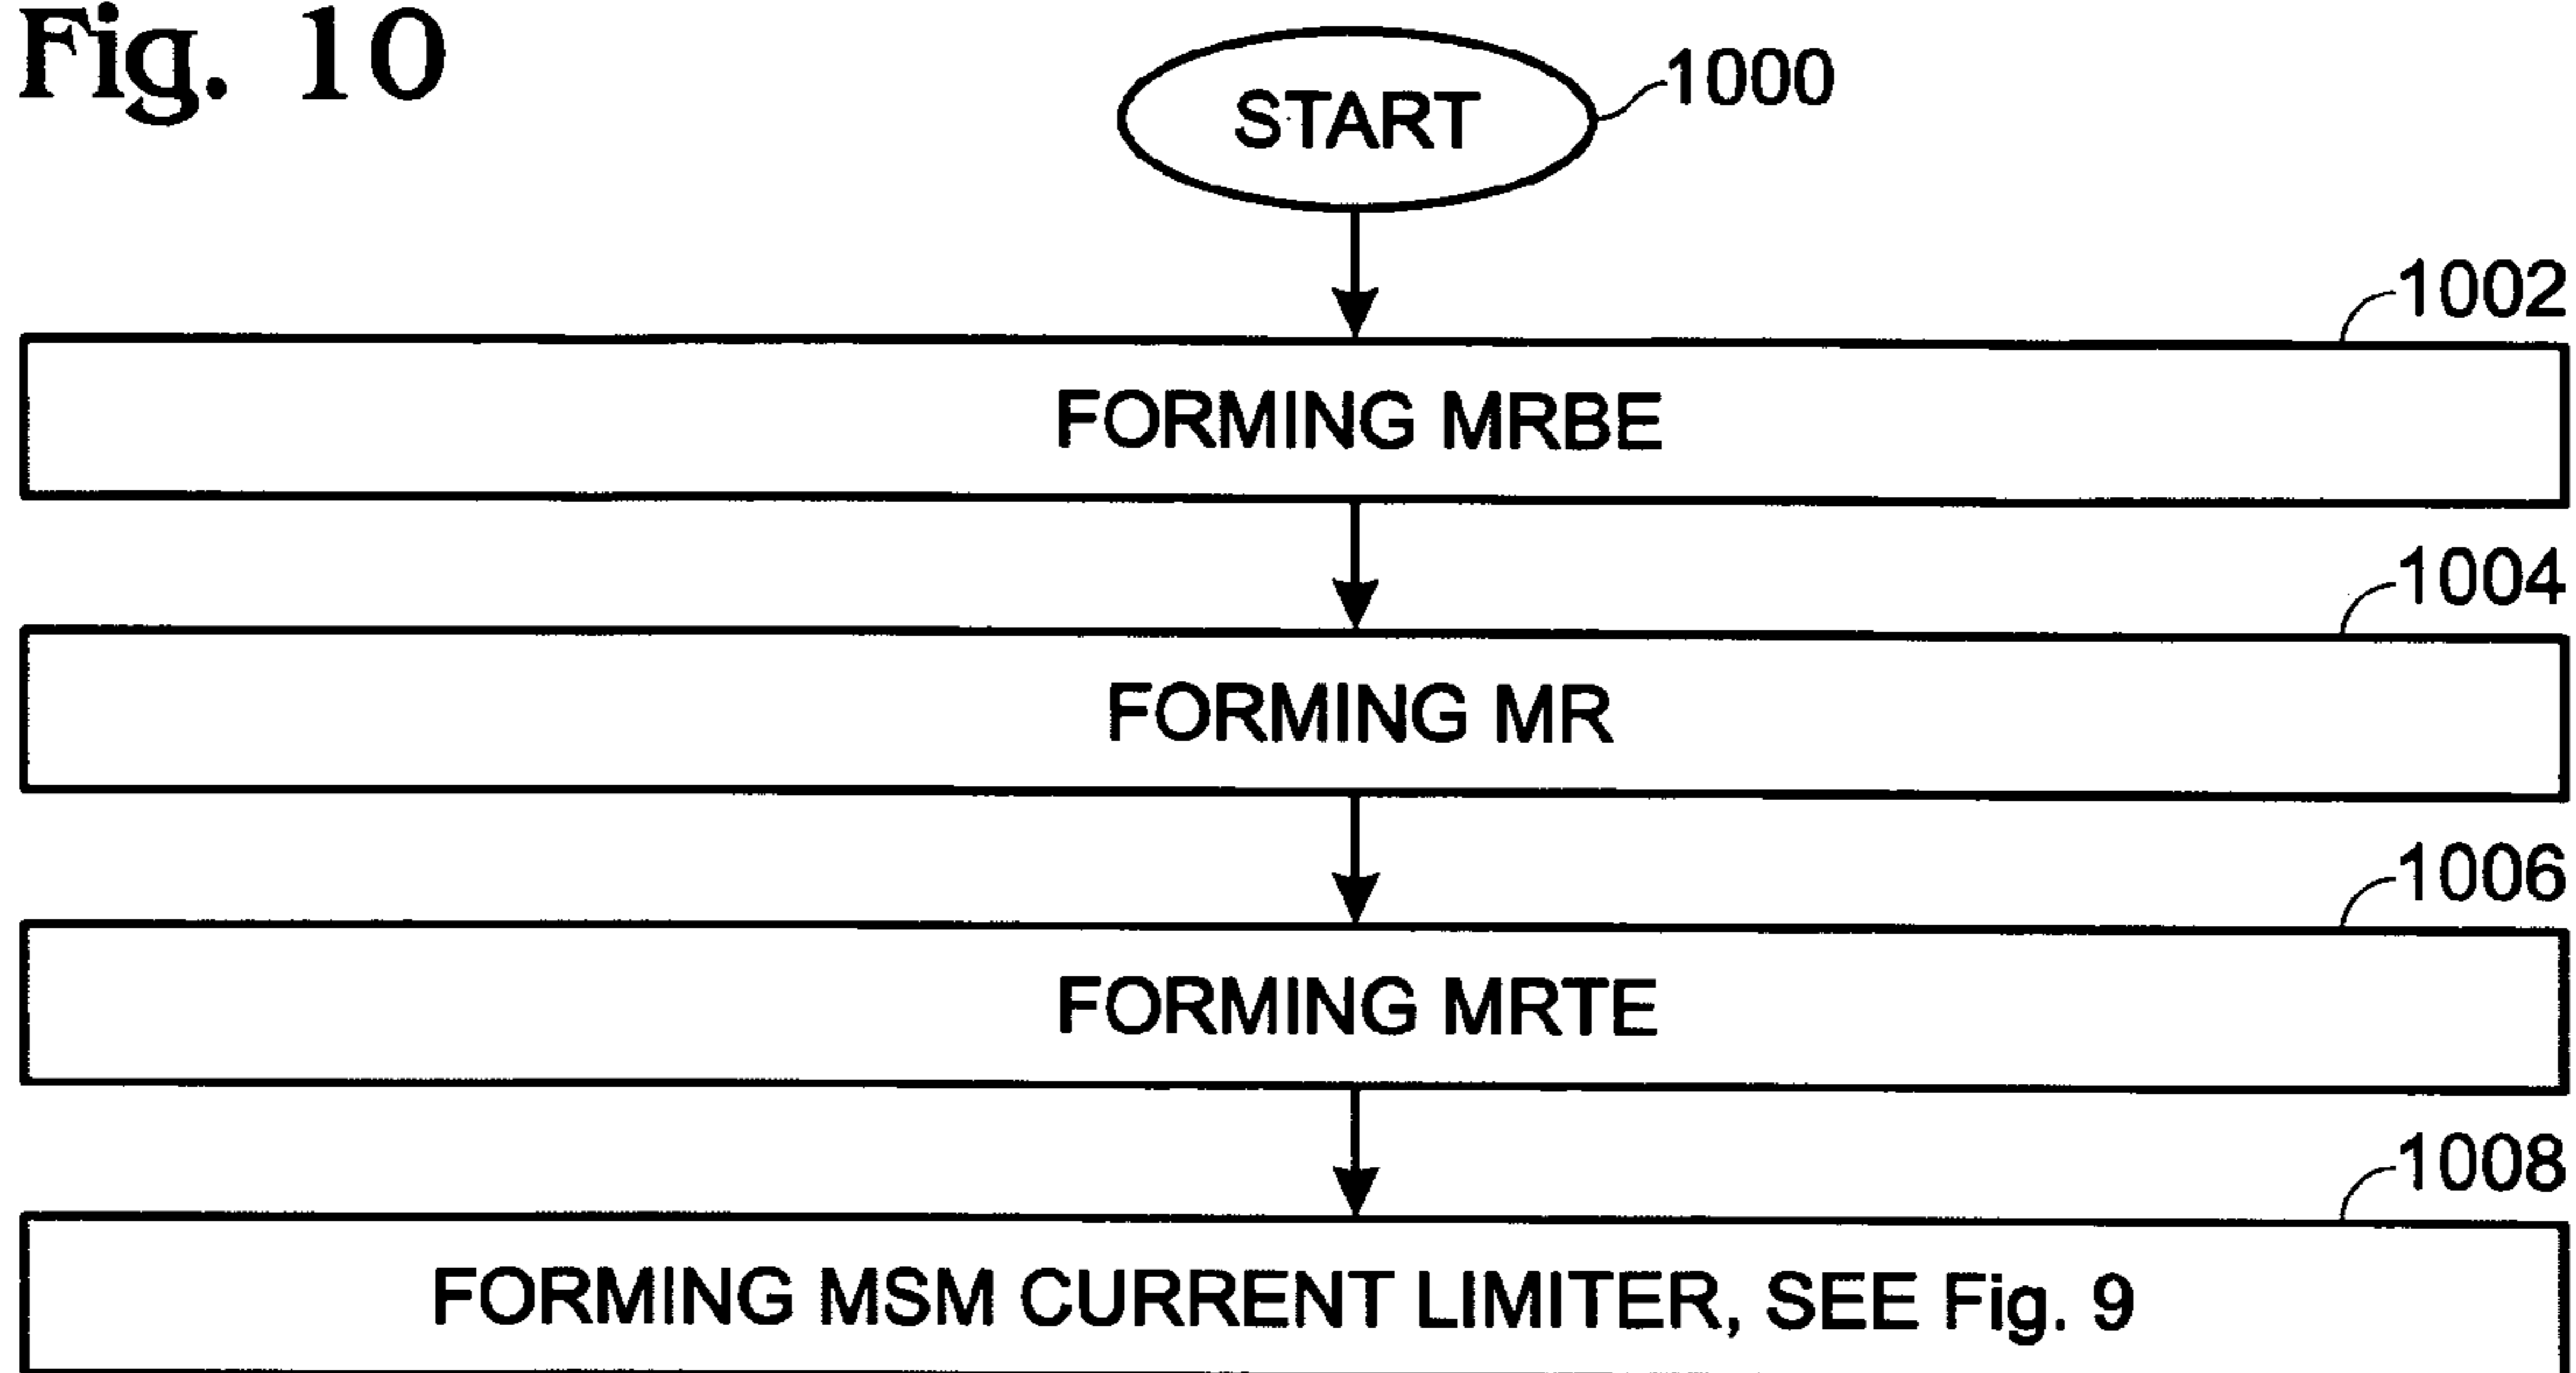 Fig. 10
START
1000
1002
FORMING MRBE
1004
FORMING MR
1006
FORMING MRTE
1008
FORMING MSM CURRENT LIMITER, SEE Fig. 9